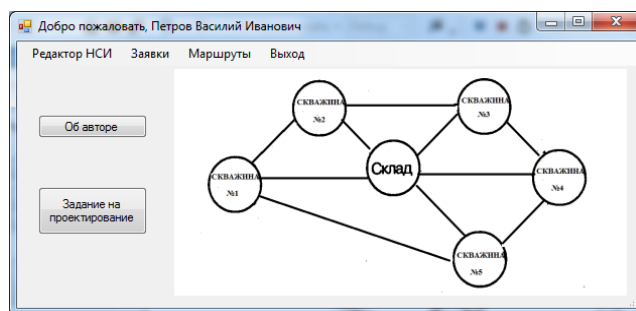 Добро пожаловать, Петров Василий Иванович
Редактор НСИ Заявки Маршруты Выход
Об авторе
Задание на
проектирование
СКВАЖИНА
№2
СКВАЖИНА
№3
Склад
СКВАЖИНА
№1
СКВАЖИНА
№4
СКВАЖИНА
№5